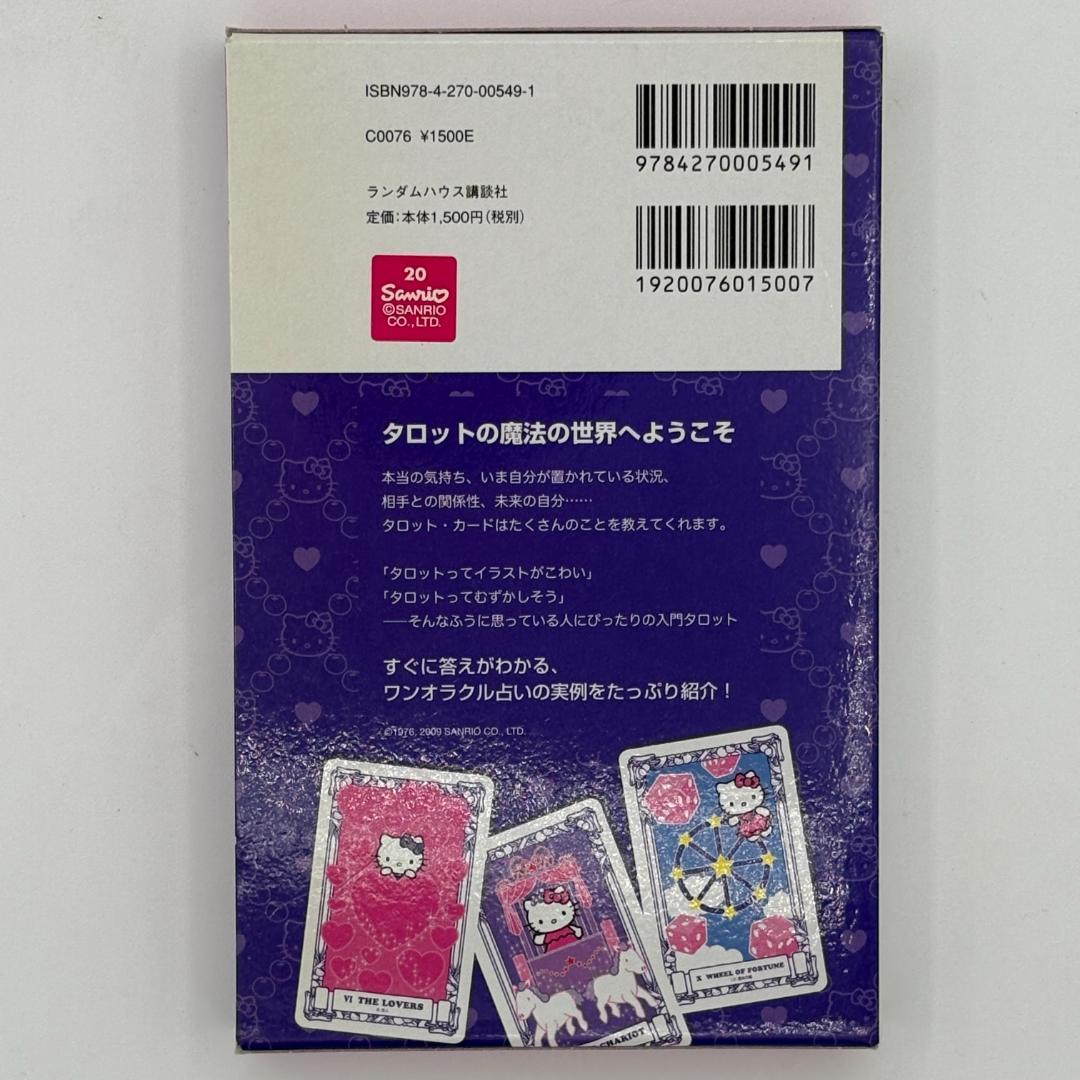 ISBN978-4-270-00549-1
C0076 ¥1500E
ランダムハウス講談社
定価:本体1,500円(税別)
9784270005491
1920076015007
20
Sanrio
©SANRIO
CO.,LTD.
タロットの魔法の世界へようこそ
本当の気持ち、いま自分が置かれている状況、
相手との関係性、未来の自分……
タロット・カードはたくさんのことを教えてくれます。
「タロットってイラストがこわい」
「タロットってむずかしそう」
──そんなふうに思っている人にぴったりの入門タロット
すぐに答えがわかる、
ワンオラクル占いの実例をたっぷり紹介!
©1976, 2009 SANRIO CO., LTD.
VI THE LOVERS
CHARIOT
X WHEEL OF FORTUNE